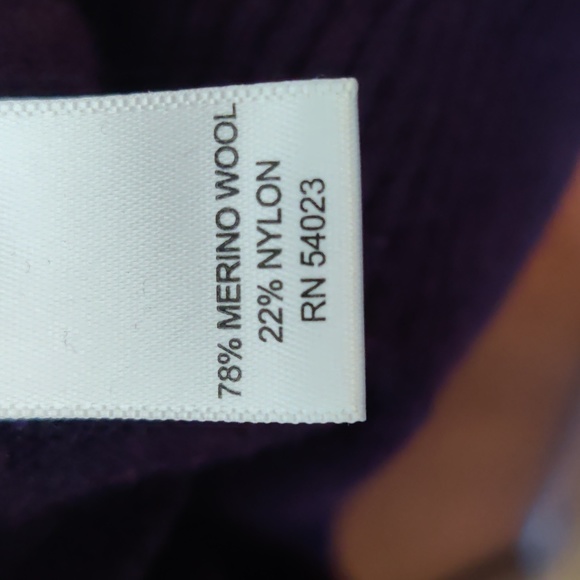 78% MERINO WOOL
22% NYLON
RN 54023